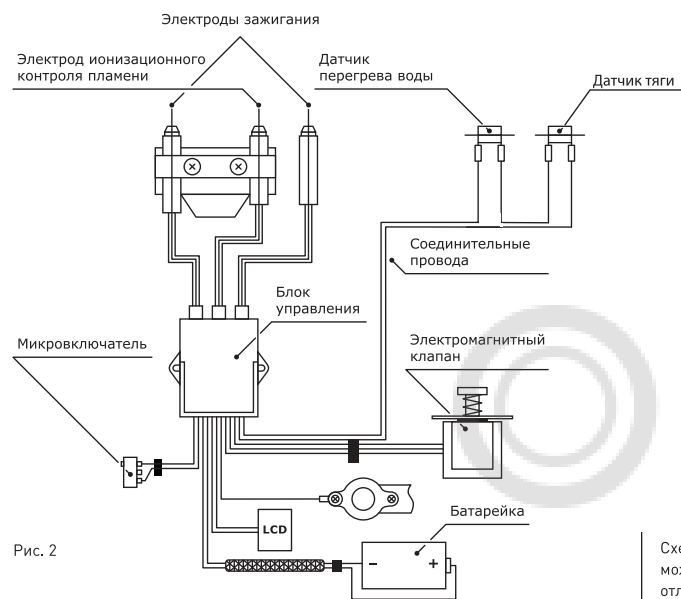 Электроды зажигания
Электрод ионизационного
контроля пламени
Датчик
перегрева воды
Датчик тяги
Соединительные
провода
Блок
управления
Микровключатель
Электромагнитный
клапан
LCD
Батарейка
− +
Рис. 2